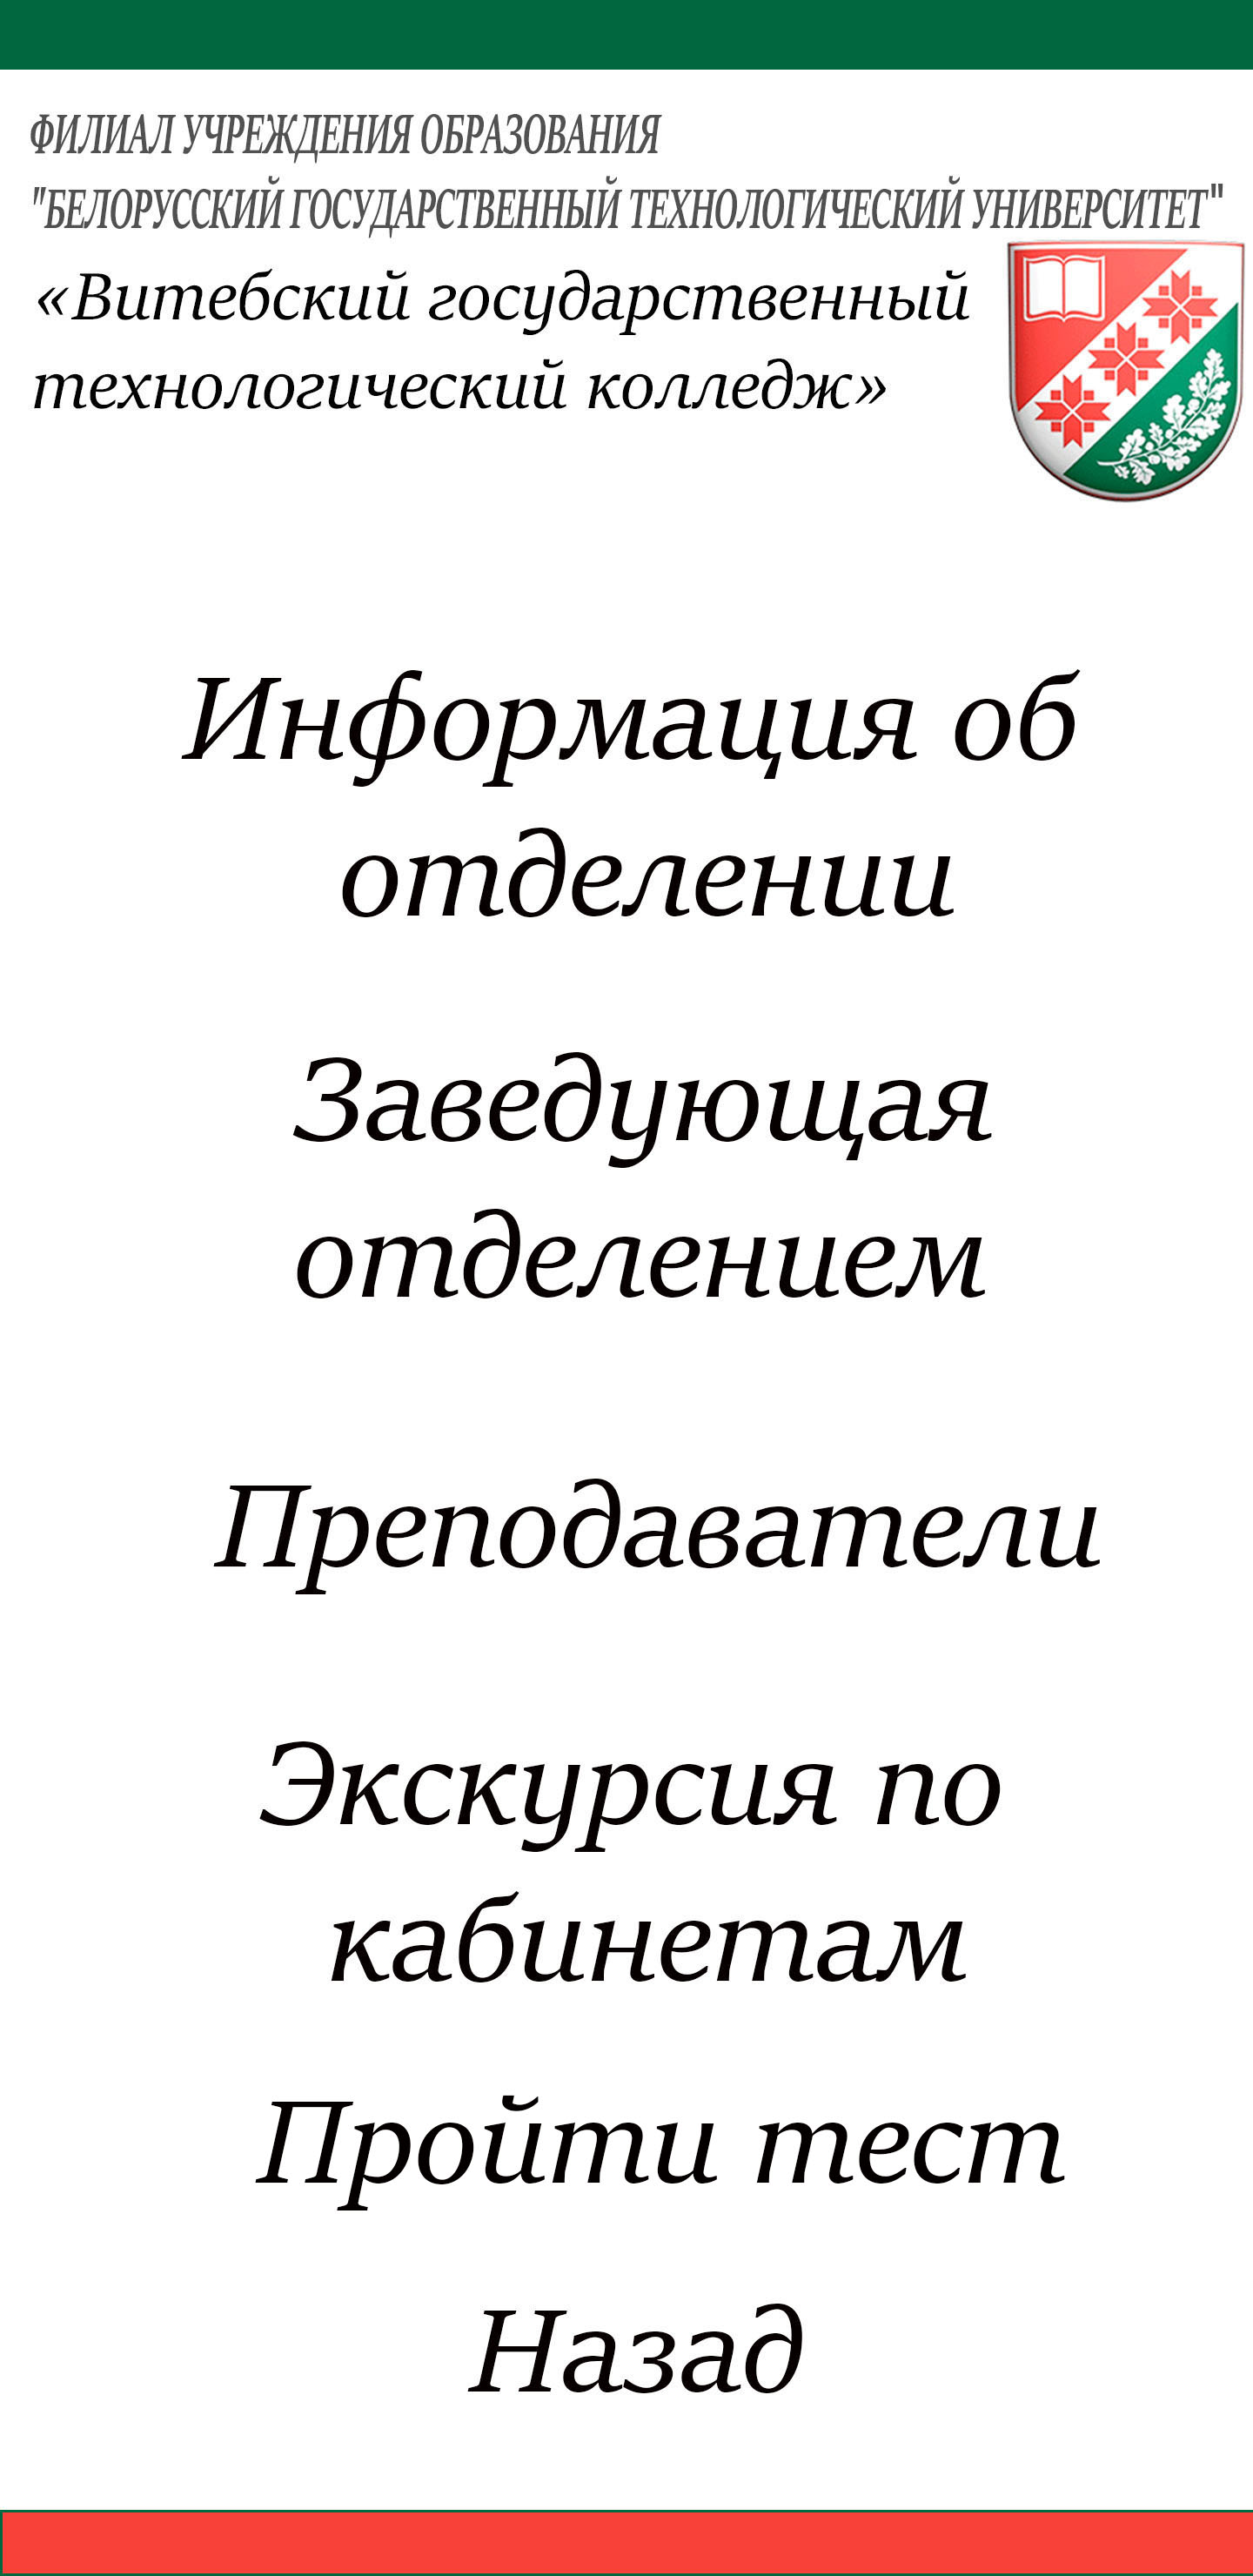 ФИЛИАЛ УЧРЕЖДЕНИЯ ОБРАЗОВАНИЯ
"БЕЛОРУССКИЙ ГОСУДАРСТВЕННЫЙ ТЕХНОЛОГИЧЕСКИЙ УНИВЕРСИТЕТ"
«Витебский государственный
технологический колледж»
Информация об
отделении
Заведующая
отделением
Преподаватели
Экскурсия по
кабинетам
Пройти тест
Назад